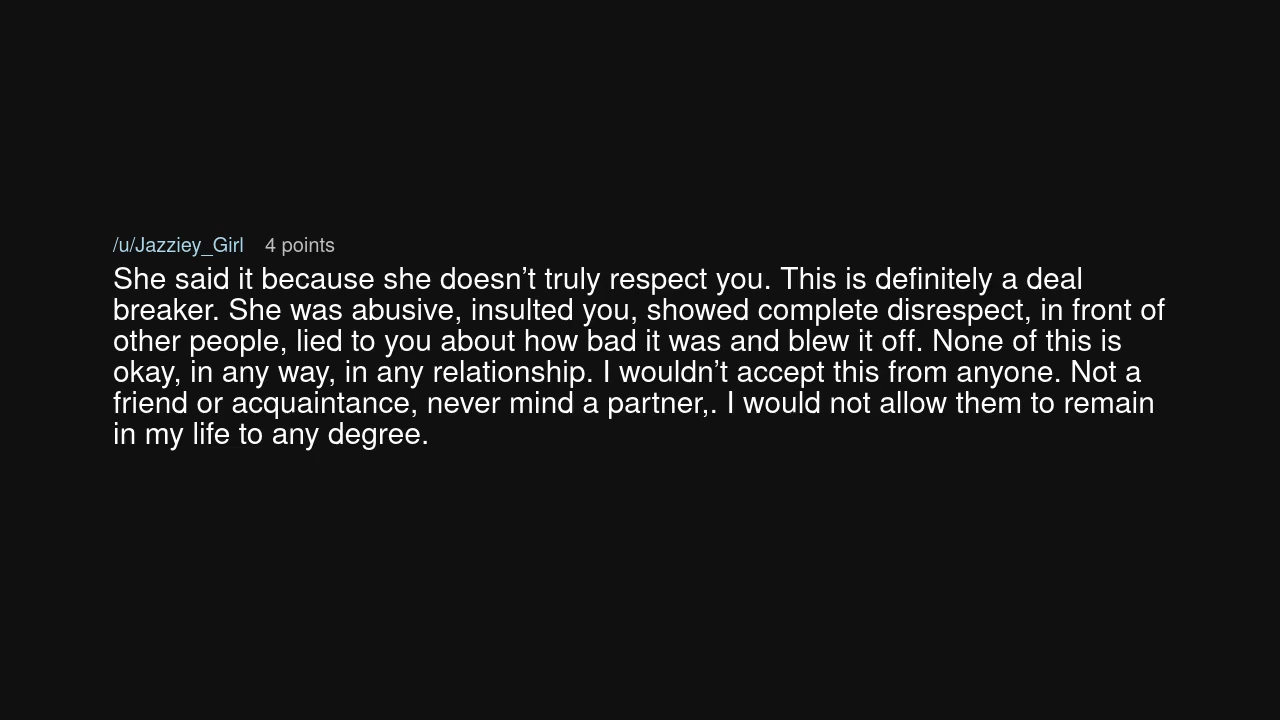 /u/Jazziey_Girl 4 points
She said it because she doesn’t truly respect you. This is definitely a deal
breaker. She was abusive, insulted you, showed complete disrespect, in front of
other people, lied to you about how bad it was and blew it off. None of this is
okay, in any way, in any relationship. I wouldn’t accept this from anyone. Not a
friend or acquaintance, never mind a partner,. I would not allow them to remain
in my life to any degree.